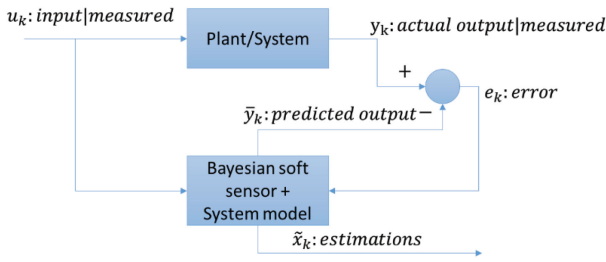 u_k: input|measured
Plant/System
y_k: actual output|measured
+
e_k: error
ȳ_k: predicted output −
Bayesian soft
sensor +
System model
x̃_k: estimations